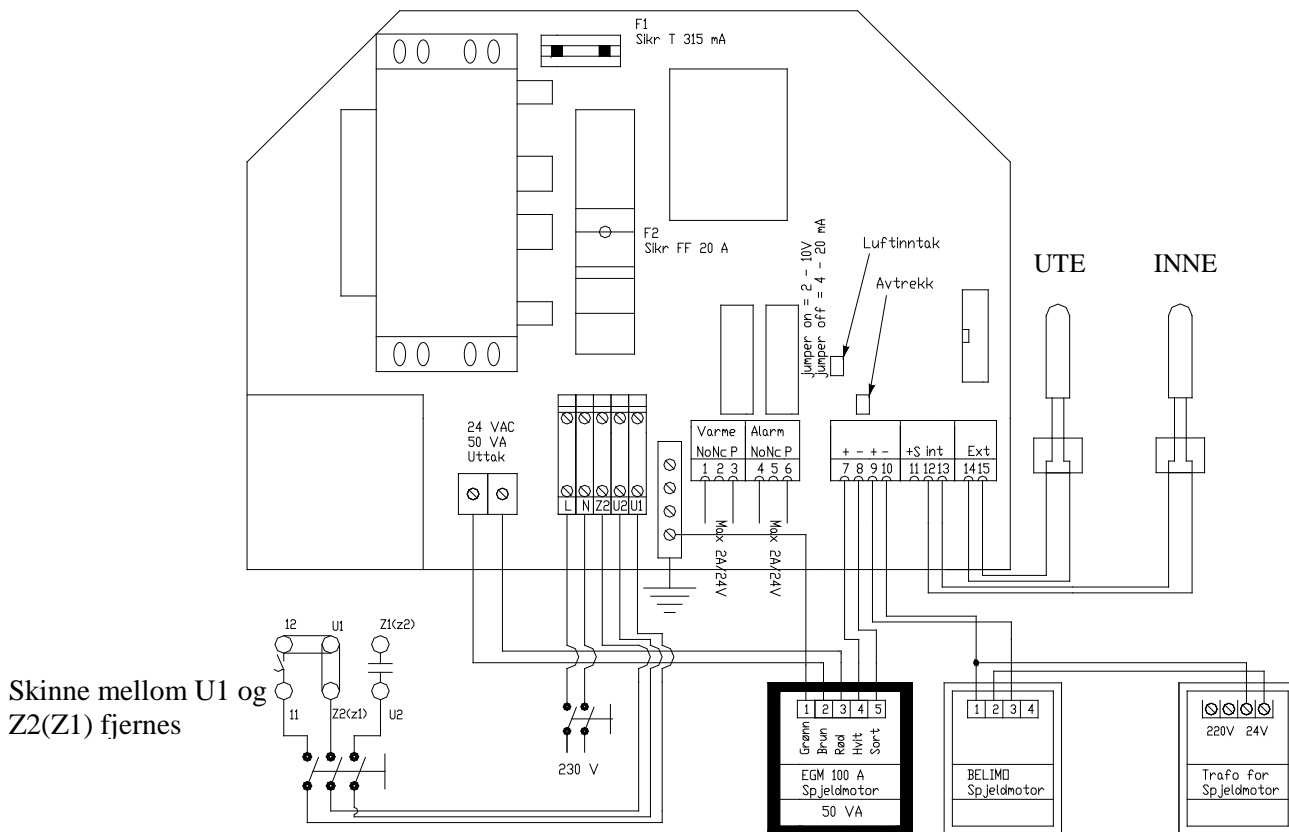 F1
Sikr T 315 mA
F2
Sikr FF 20 A
jumper on = 2 - 10V
jumper off = 4 - 20 mA
Luftinntak
Avtrekk
UTE
INNE
24 VAC
50 VA
Uttak
L N Z2 U2 U1
Varme
NoNc P
1 2 3
Alarm
NoNc P
4 5 6
+ - + -
7 8 9 10
+S int
11 12 13
Ext
14 15
Max 2A/24V
Max 2A/24V
12
U1
Z1(z2)
Skinne mellom U1 og
Z2(Z1) fjernes
11
Z2(z1)
U2
230 V
1 2 3 4 5
Grønn
Brun
Rød
Hvit
Sort
EGM 100 A
Spjeldmotor
50 VA
1 2 3 4
BELIMO
Spjeldmotor
220V 24V
Trafo for
Spjeldmotor